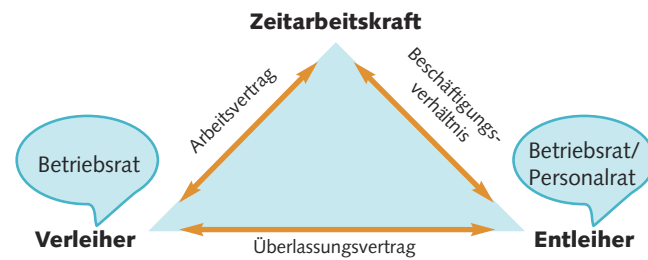 Zeitarbeitskraft
Arbeitsvertrag
Beschäftigungs-
verhältnis
Betriebsrat
Betriebsrat/
Personalrat
Verleiher
Überlassungsvertrag
Entleiher